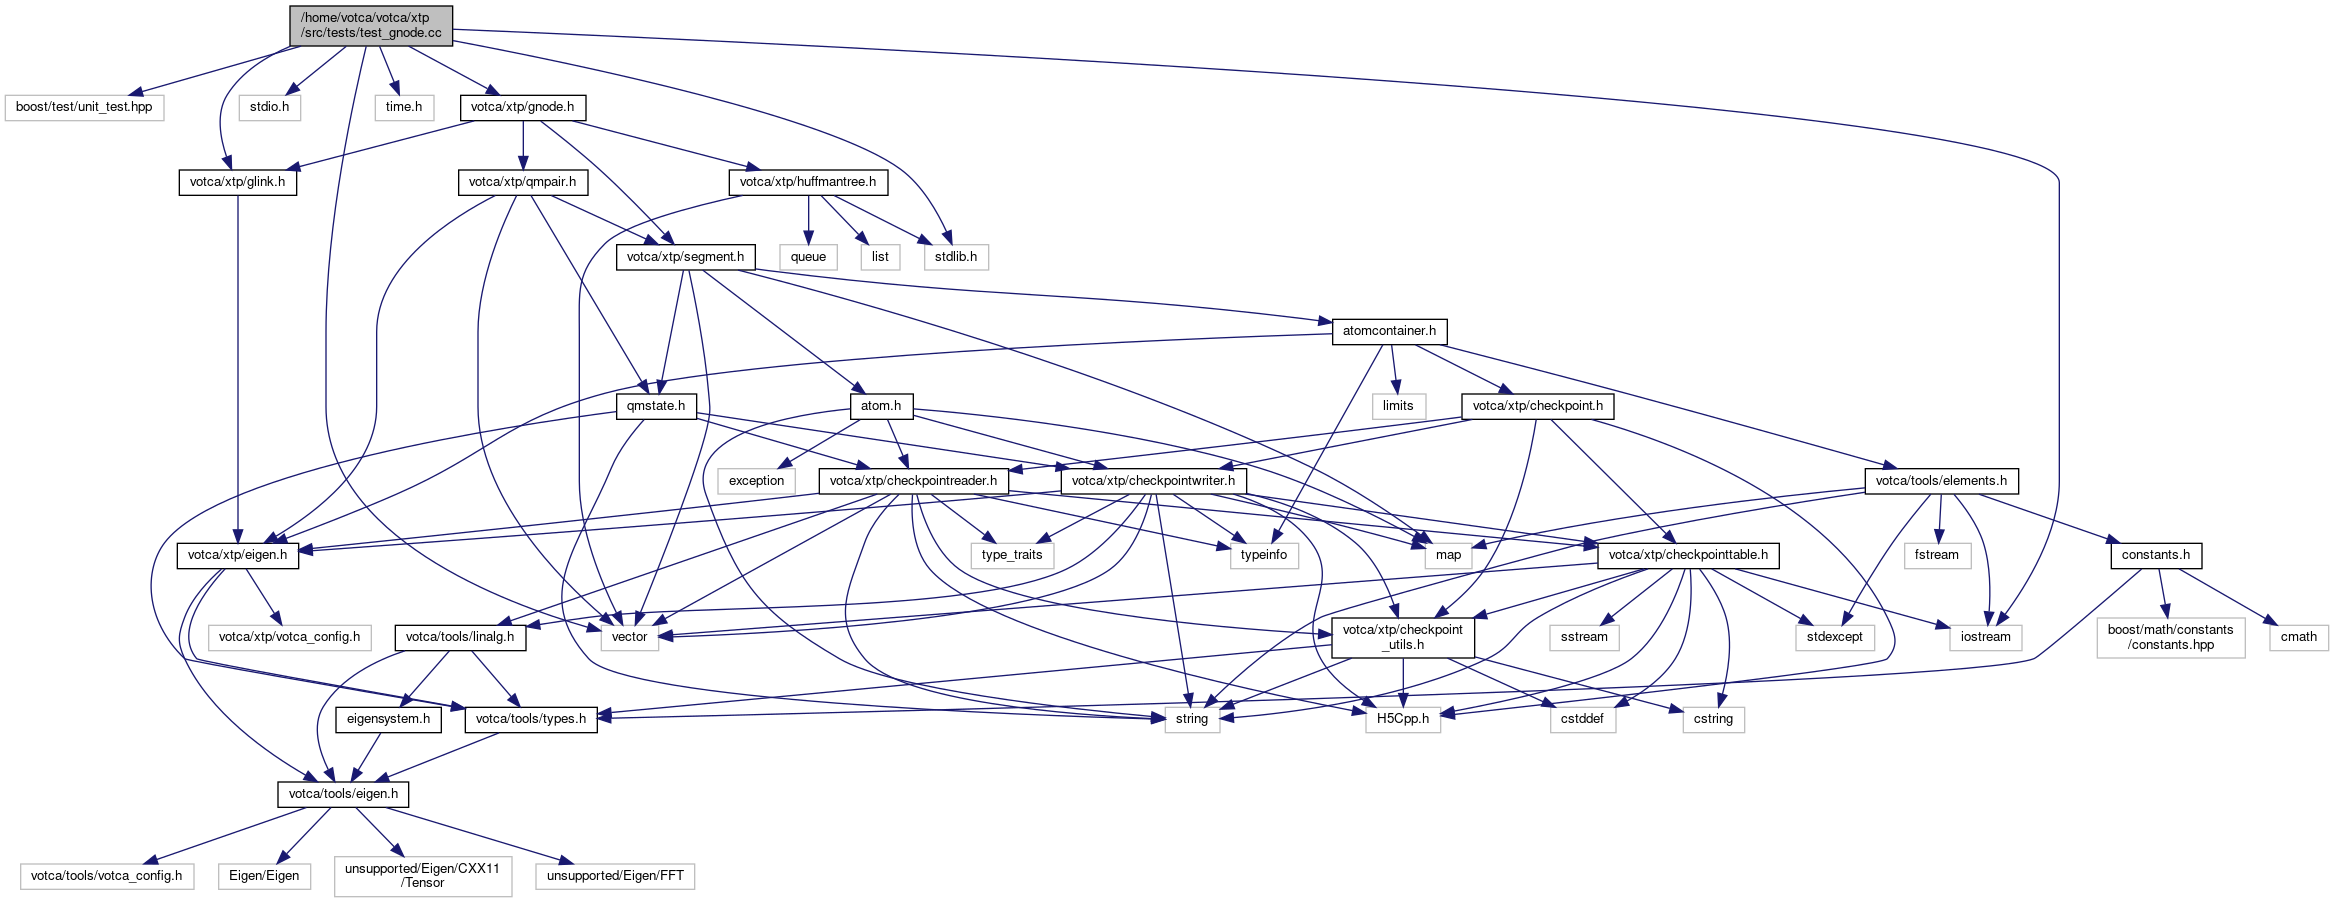 /home/votca/votca/xtp
/src/tests/test_gnode.cc
boost/test/unit_test.hpp
stdio.h
time.h
votca/xtp/gnode.h
votca/xtp/glink.h
votca/xtp/qmpair.h
votca/xtp/huffmantree.h
votca/xtp/segment.h
queue
list
stdlib.h
atomcontainer.h
qmstate.h
atom.h
limits
votca/xtp/checkpoint.h
exception
votca/xtp/checkpointreader.h
votca/xtp/checkpointwriter.h
votca/tools/elements.h
votca/xtp/eigen.h
type_traits
typeinfo
map
votca/xtp/checkpointtable.h
fstream
constants.h
votca/xtp/votca_config.h
votca/tools/linalg.h
vector
votca/xtp/checkpoint
_utils.h
sstream
stdexcept
iostream
boost/math/constants
/constants.hpp
cmath
eigensystem.h
votca/tools/types.h
string
H5Cpp.h
cstddef
cstring
votca/tools/eigen.h
votca/tools/votca_config.h
Eigen/Eigen
unsupported/Eigen/CXX11
/Tensor
unsupported/Eigen/FFT